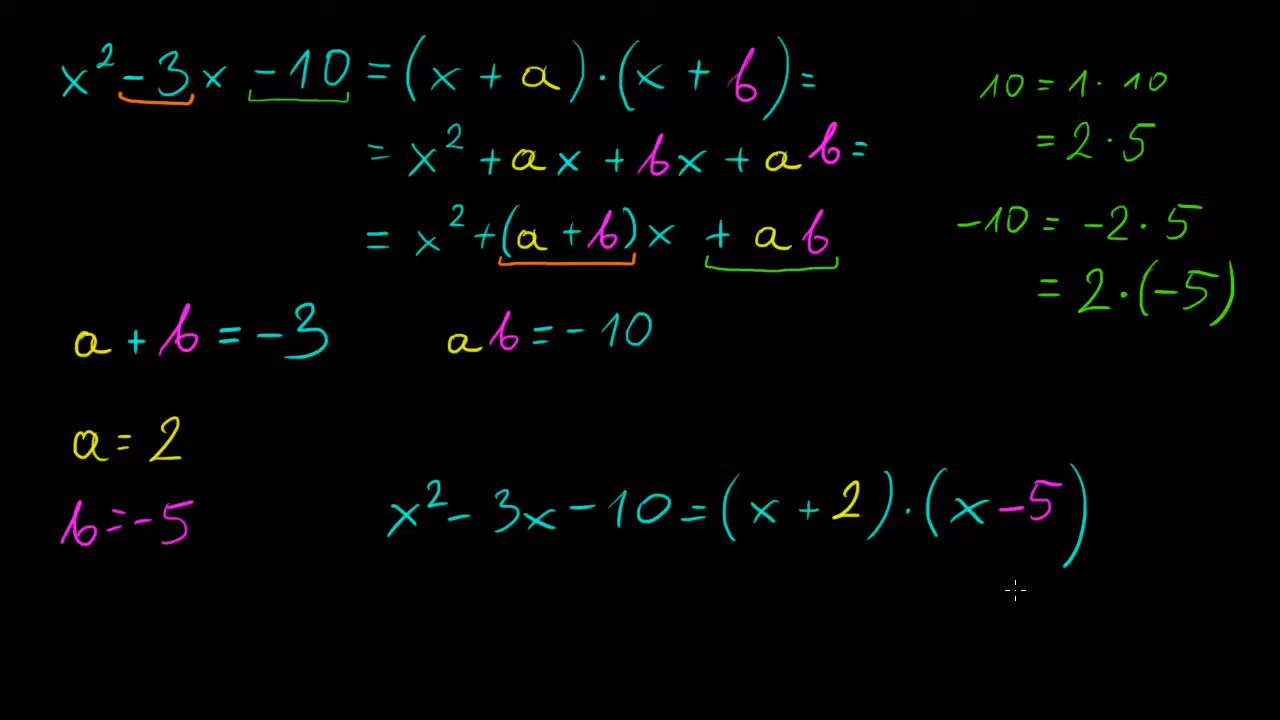 x² - 3x - 10 = (x + a) · (x + b) =
= x² + ax + bx + ab =
= x² + (a + b)x + ab
10 = 1 · 10
= 2 · 5
-10 = -2 · 5
= 2 · (-5)
a + b = -3
ab = -10
a = 2
b = -5
x² - 3x - 10 = (x + 2) · (x - 5)